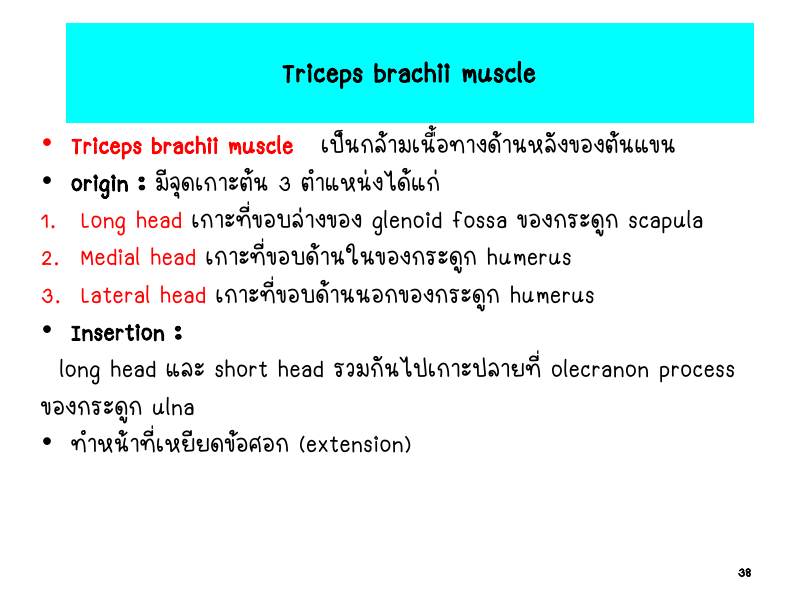 Triceps brachii muscle
• Triceps brachii muscle เป็นกล้ามเนื้อทางด้านหลังของต้นแขน
• origin : มีจุดเกาะต้น 3 ตำแหน่งได้แก่
1. Long head เกาะที่ขอบล่างของ glenoid fossa ของกระดูก scapula
2. Medial head เกาะที่ขอบด้านในของกระดูก humerus
3. Lateral head เกาะที่ขอบด้านนอกของกระดูก humerus
• Insertion :
long head และ short head รวมกันไปเกาะปลายที่ olecranon process
ของกระดูก ulna
• ทำหน้าที่เหยียดข้อศอก (extension)
38